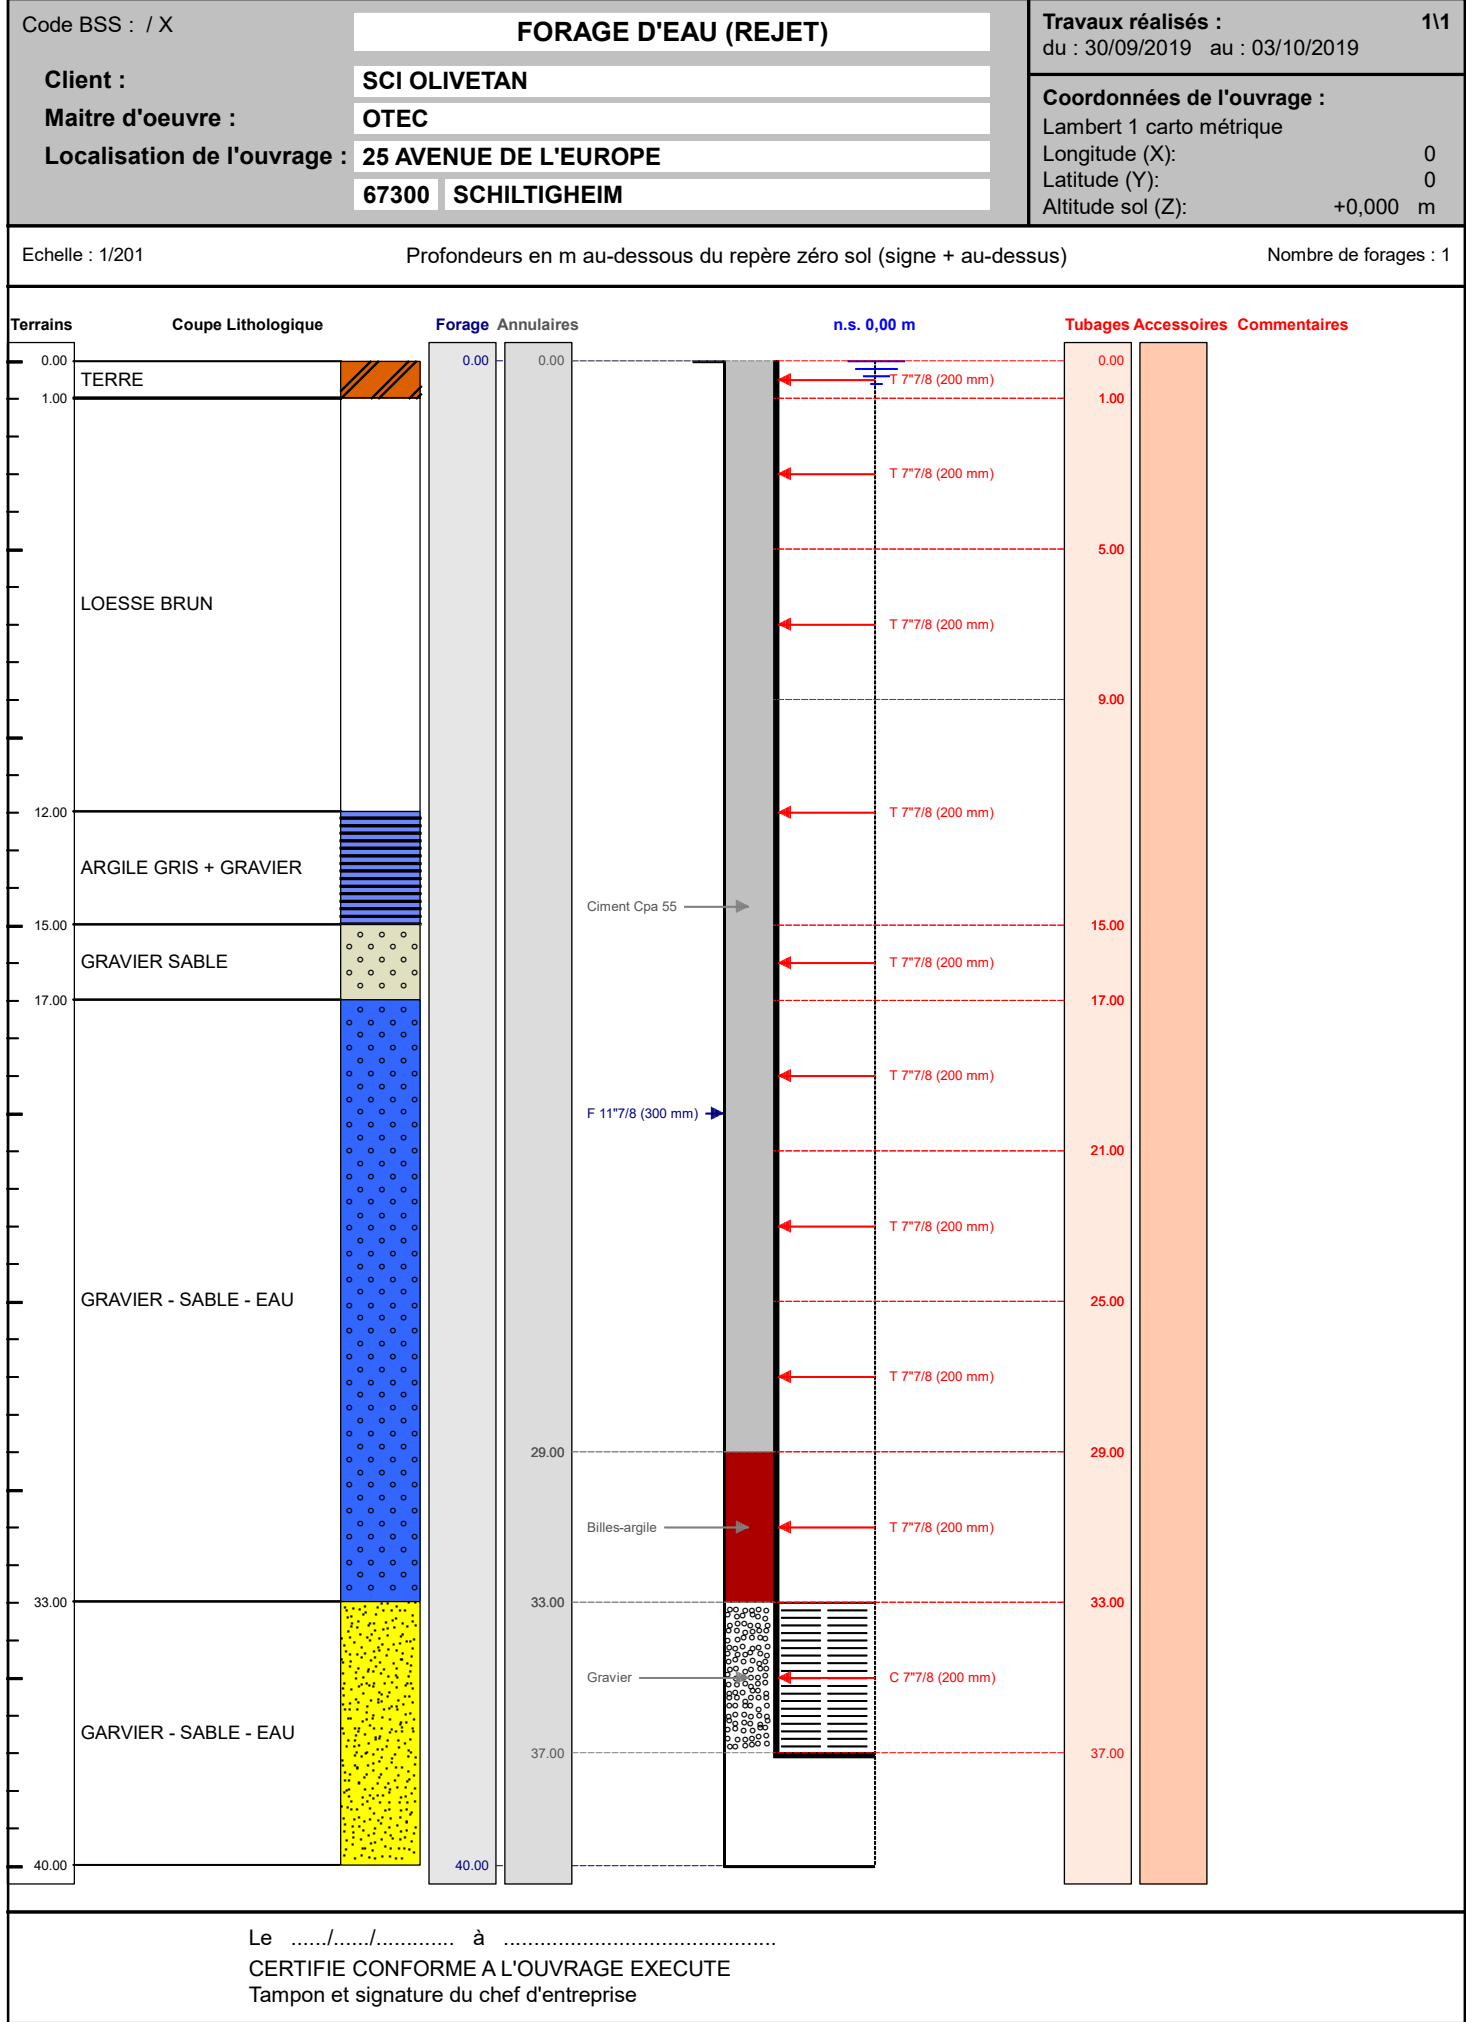 Code BSS : / X
FORAGE D'EAU (REJET)
Travaux réalisés : 1\1
du : 30/09/2019 au : 03/10/2019
Client : SCI OLIVETAN
Maitre d'oeuvre : OTEC
Localisation de l'ouvrage : 25 AVENUE DE L'EUROPE
67300 SCHILTIGHEIM
Coordonnées de l'ouvrage :
Lambert 1 carto métrique
Longitude (X): 0
Latitude (Y): 0
Altitude sol (Z): +0,000 m
Echelle : 1/201 Profondeurs en m au-dessous du repère zéro sol (signe + au-dessus) Nombre de forages : 1
Terrains Coupe Lithologique Forage Annulaires n.s. 0,00 m Tubages Accessoires Commentaires
0.00 0.00 0.00 0.00
TERRE T 7"7/8 (200 mm)
1.00 1.00
T 7"7/8 (200 mm)
5.00
LOESSE BRUN
T 7"7/8 (200 mm)
9.00
12.00 T 7"7/8 (200 mm)
ARGILE GRIS + GRAVIER
Ciment Cpa 55
15.00 15.00
GRAVIER SABLE T 7"7/8 (200 mm)
17.00 17.00
T 7"7/8 (200 mm)
F 11"7/8 (300 mm)
21.00
T 7"7/8 (200 mm)
GRAVIER - SABLE - EAU 25.00
T 7"7/8 (200 mm)
29.00 29.00
Billes-argile T 7"7/8 (200 mm)
33.00 33.00 33.00
Gravier C 7"7/8 (200 mm)
GARVIER - SABLE - EAU
37.00 37.00
40.00 40.00
Le ....../....../............. à .............................................
CERTIFIE CONFORME A L'OUVRAGE EXECUTE
Tampon et signature du chef d'entreprise